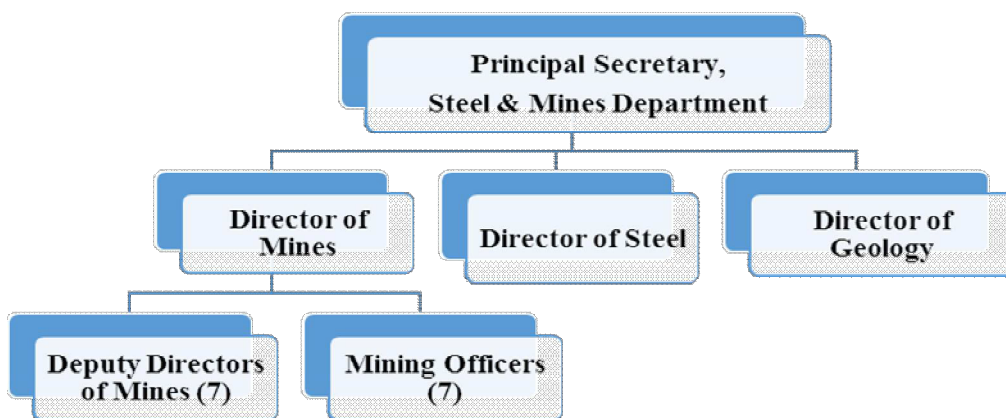 Principal Secretary,
Steel & Mines Department
Director of
Mines
Director of Steel
Director of
Geology
Deputy Directors
of Mines (7)
Mining Officers
(7)